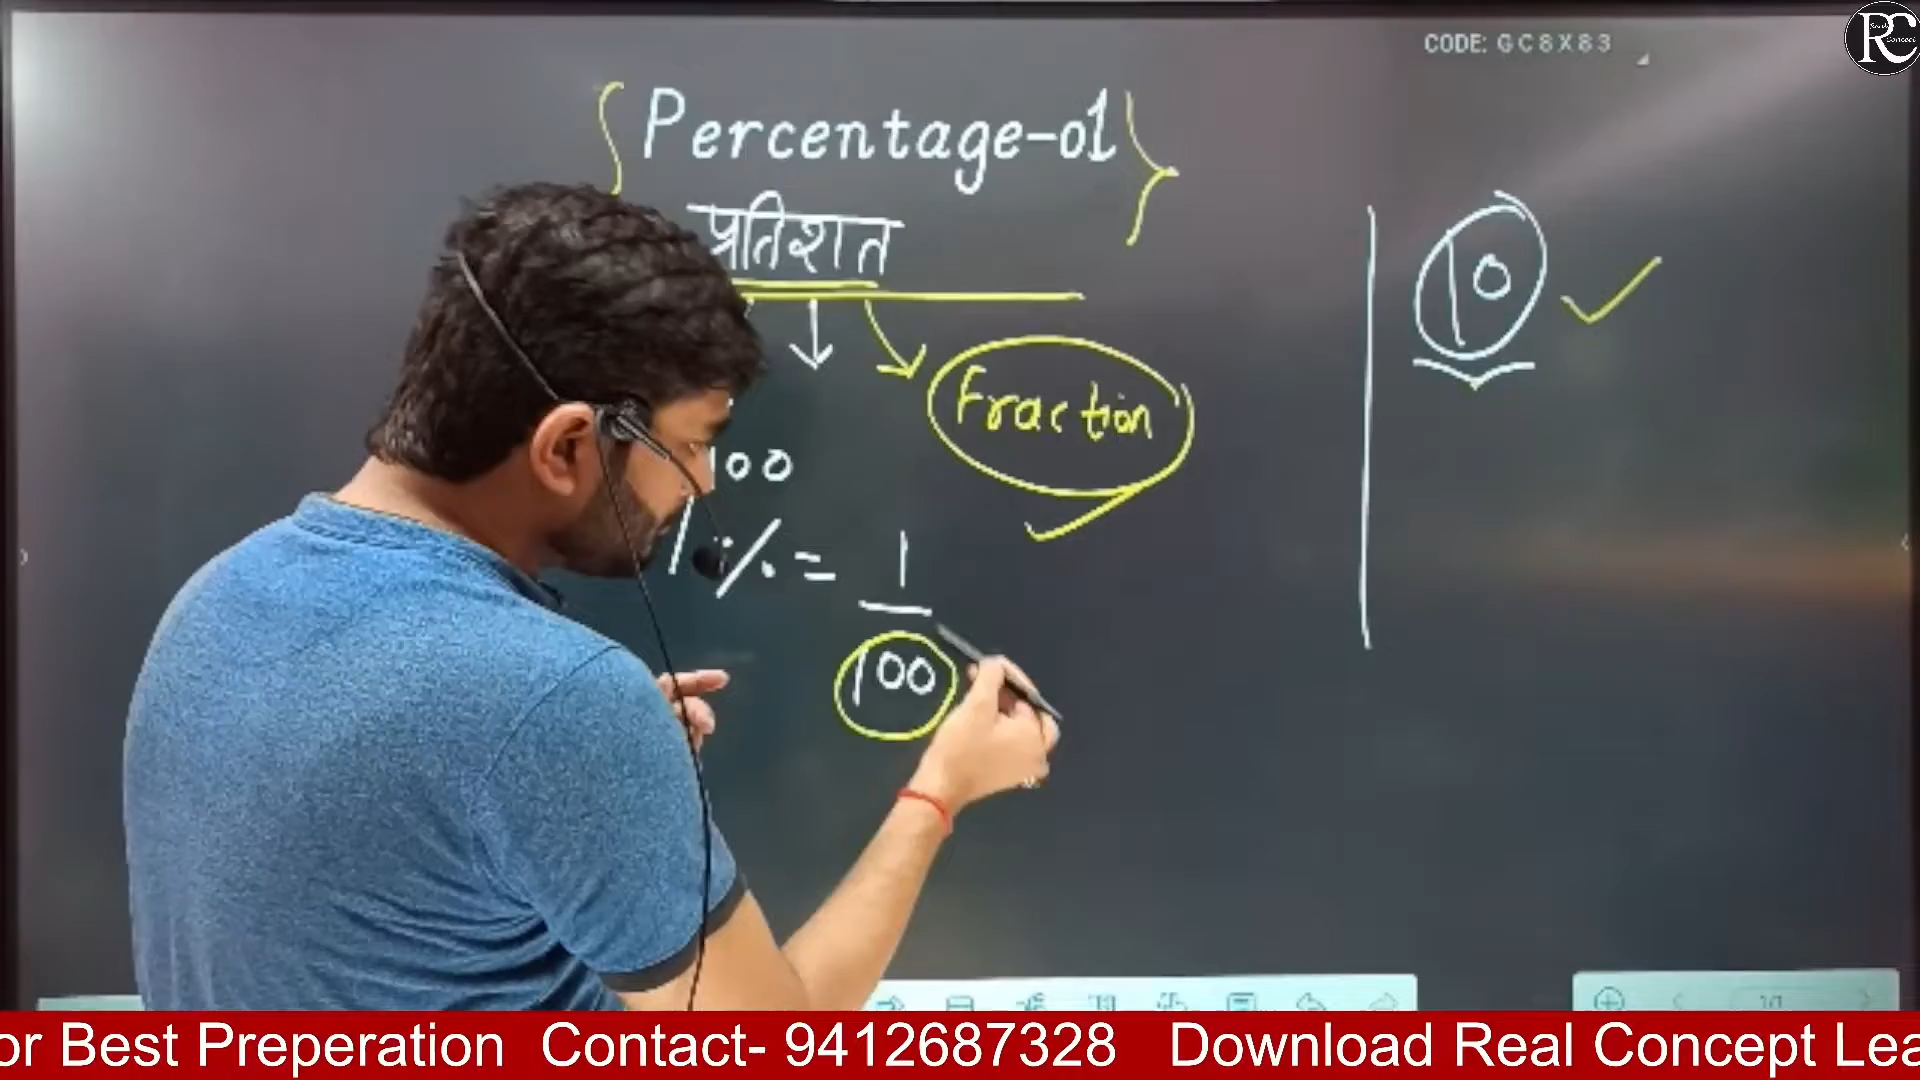 CODE: GC8X83
RC
Percentage-01
प्रतिशत
10
Fraction
100
1% = 1
100
or Best Preperation Contact- 9412687328 Download Real Concept Lea